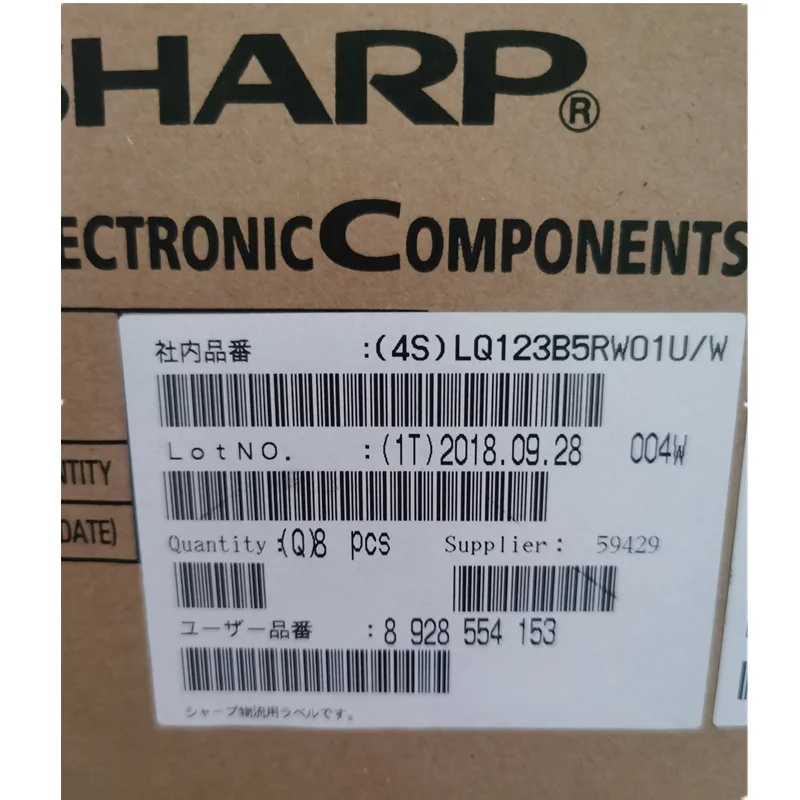 SHARP®
ELECTRONIC COMPONENTS
社内品番 :(4S)LQ123B5RW01U/W
LotNO. :(1T)2018.09.28 004W
NTITY
Quantity:(Q)8 pcs Supplier: 59429
DATE)
ユーザー品番 :8 928 554 153
シャープ物流用ラベルです。